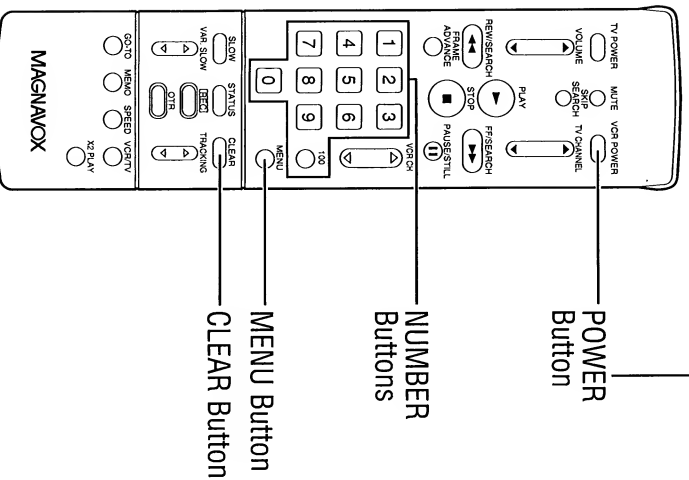 TV POWER
MUTE
VCR POWER
VOLUME
SKIP
SEARCH
TV CHANNEL
PLAY
REW/SEARCH
FF/SEARCH
FRAME
ADVANCE
STOP
PAUSE/STILL
1
2
3
VCR CH
4
5
6
7
8
9
100
0
MENU
SLOW
STATUS
CLEAR
VAR. SLOW
REC
TRACKING
OTR
GO-TO
MEMO
SPEED
VCR/TV
X2 PLAY
MAGNAVOX
POWER
Button
NUMBER
Buttons
MENU Button
CLEAR Button